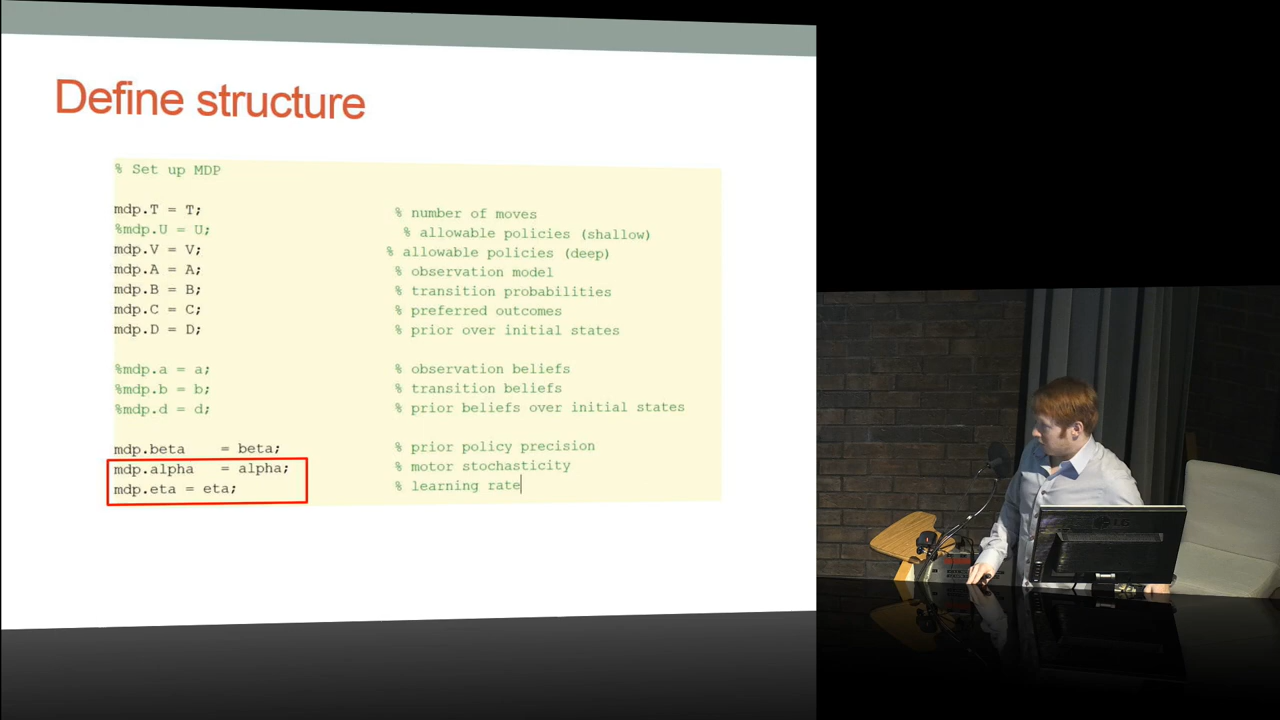 Define structure
% Set up MDP
mdp.T = T; % number of moves
%mdp.U = U; % allowable policies (shallow)
mdp.V = V; % allowable policies (deep)
mdp.A = A; % observation model
mdp.B = B; % transition probabilities
mdp.C = C; % preferred outcomes
mdp.D = D; % prior over initial states
%mdp.a = a; % observation beliefs
%mdp.b = b; % transition beliefs
%mdp.d = d; % prior beliefs over initial states
mdp.beta = beta; % prior policy precision
mdp.alpha = alpha; % motor stochasticity
mdp.eta = eta; % learning rate
LG